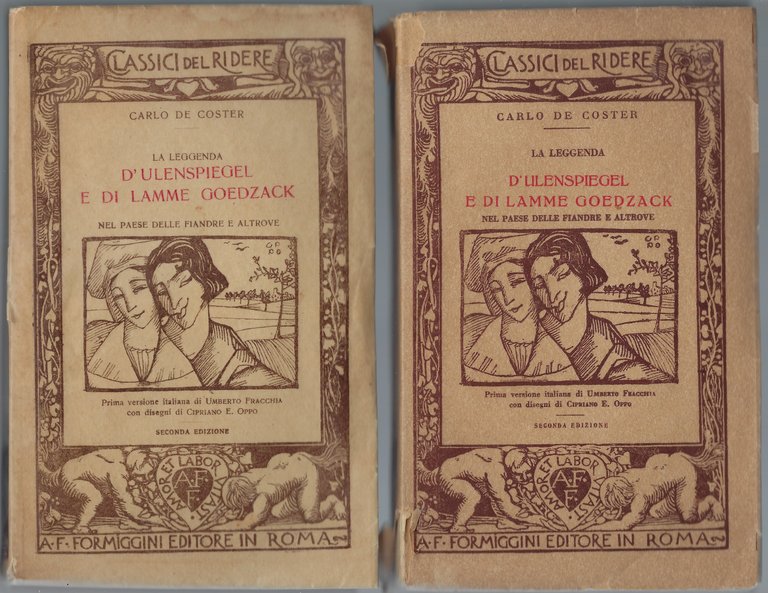 CLASSICI DEL RIDERE
CARLO DE COSTER
LA LEGGENDA
D'ULENSPIEGEL
E DI LAMME GOEDZACK
NEL PAESE DELLE FIANDRE E ALTROVE
Prima versione italiana di UMBERTO FRACCHIA
con disegni di CIPRIANO E. OPPO
SECONDA EDIZIONE
AMOR ET LABOR VITAST
A.F.F
A·F·FORMIGGINI EDITORE IN ROMA
CLASSICI DEL RIDERE
CARLO DE COSTER
LA LEGGENDA
D'ULENSPIEGEL
E DI LAMME GOEDZACK
NEL PAESE DELLE FIANDRE E ALTROVE
Prima versione italiana di UMBERTO FRACCHIA
con disegni di CIPRIANO E. OPPO
SECONDA EDIZIONE
AMOR ET LABOR VITAST
A.F.F
A·F·FORMIGGINI EDITORE IN ROMA